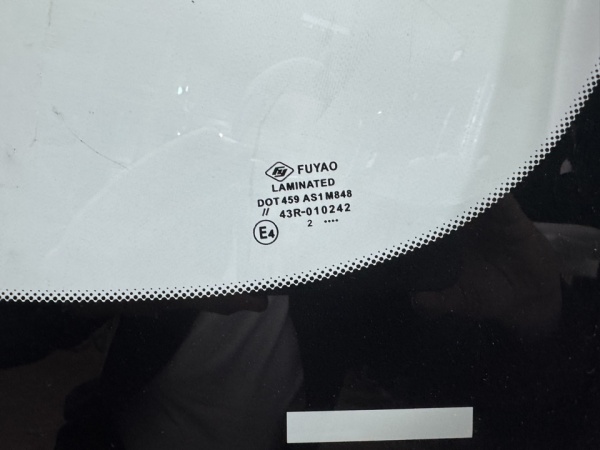 FUYAO
LAMINATED
DOT 459 AS1 M848
// 43R-010242
E4
2 ••••